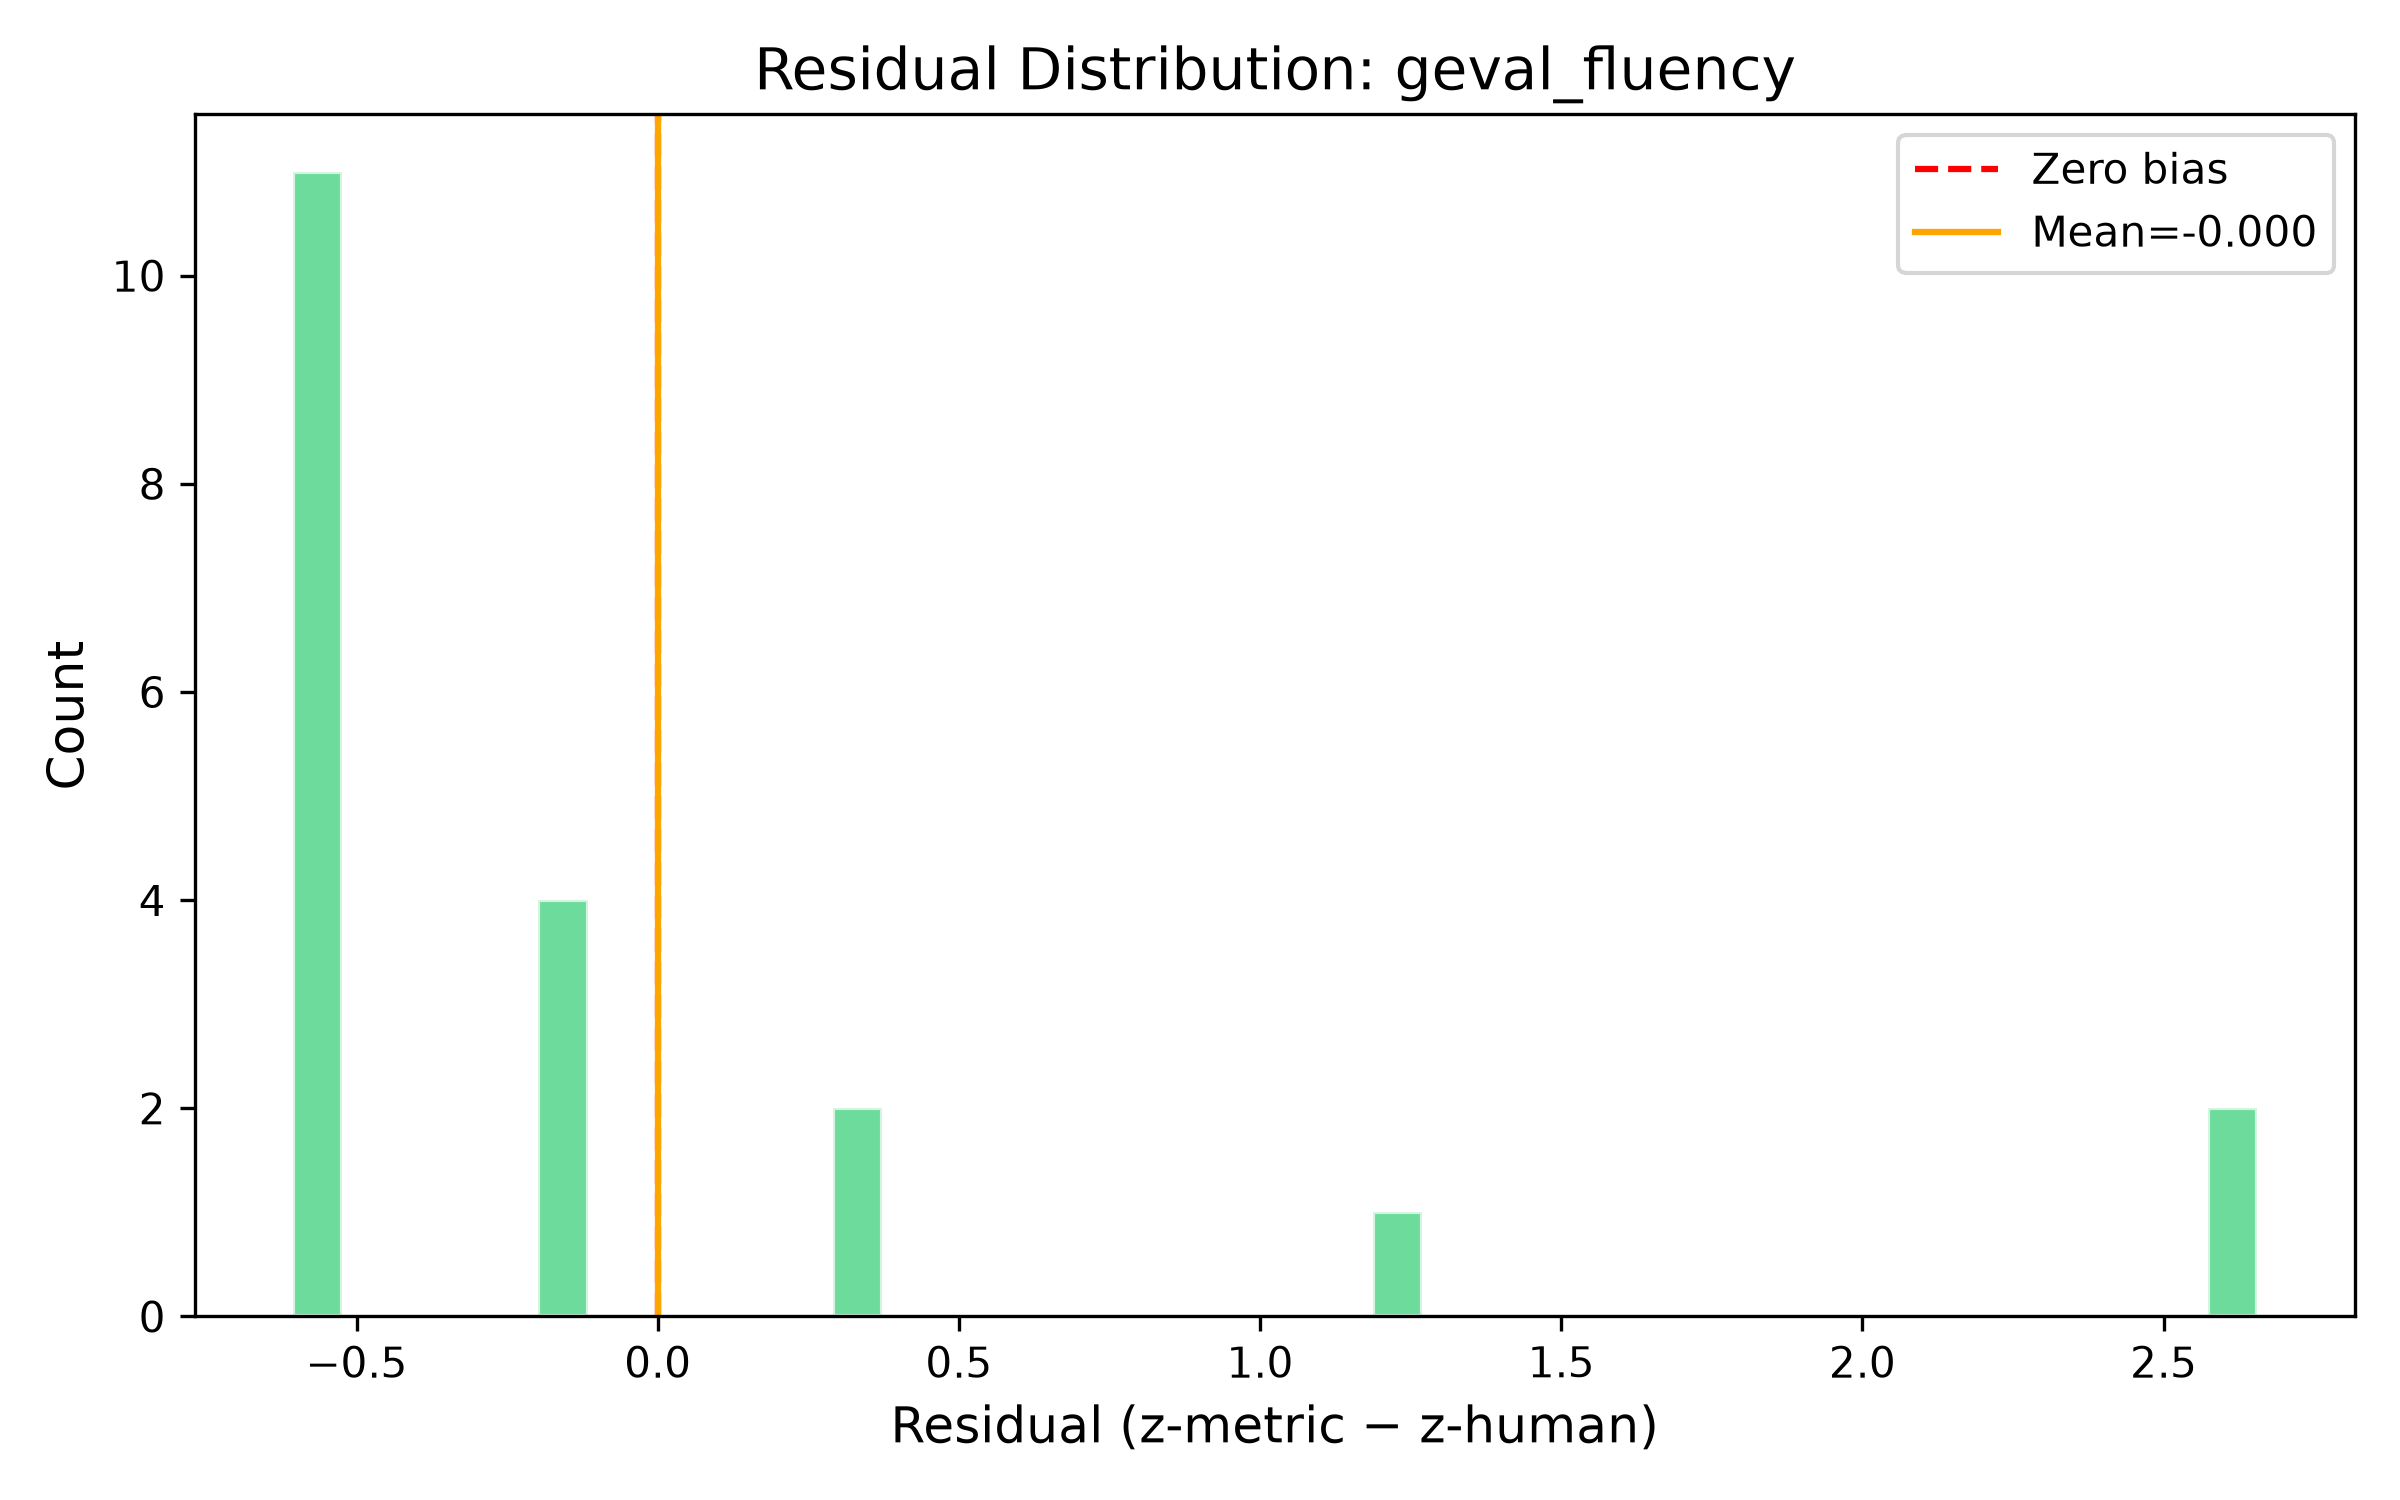 Residual Distribution: geval_fluency
Zero bias
Mean=-0.000
Count
10
8
6
4
2
0
−0.5 0.0 0.5 1.0 1.5 2.0 2.5
Residual (z-metric − z-human)